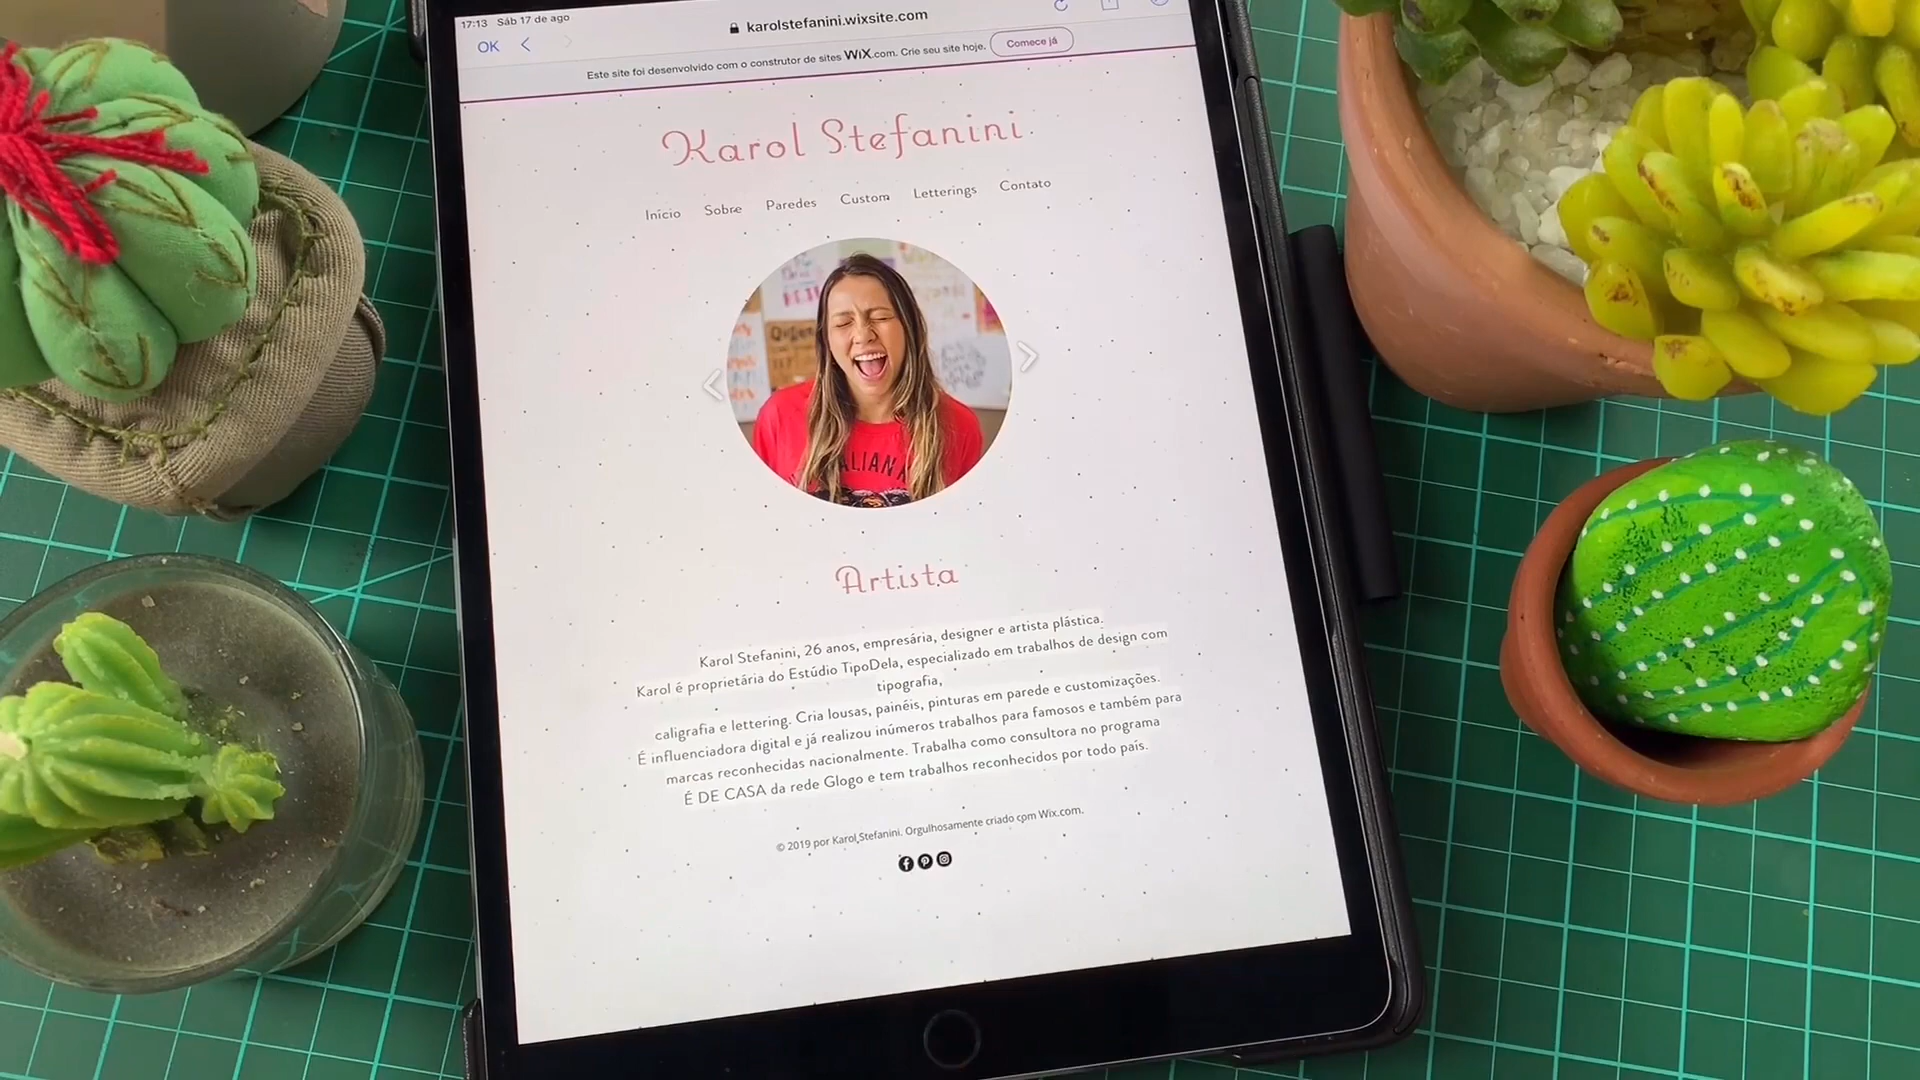 17:13 Sáb 17 de ago
karolstefanini.wixsite.com
OK
Este site foi desenvolvido com o construtor de sites WiX.com. Crie seu site hoje. Comece já
Karol Stefanini
Início Sobre Paredes Custom Letterings Contato
ALIAN
Artista
Karol Stefanini, 26 anos, empresária, designer e artista plástica.
Karol é proprietária do Estúdio TipoDela, especializado em trabalhos de design com
tipografia,
caligrafia e lettering. Cria lousas, painéis, pinturas em parede e customizações.
É influenciadora digital e já realizou inúmeros trabalhos para famosos e também para
marcas reconhecidas nacionalmente. Trabalha como consultora no programa
É DE CASA da rede Glogo e tem trabalhos reconhecidos por todo país.
© 2019 por Karol Stefanini. Orgulhosamente criado com Wix.com.